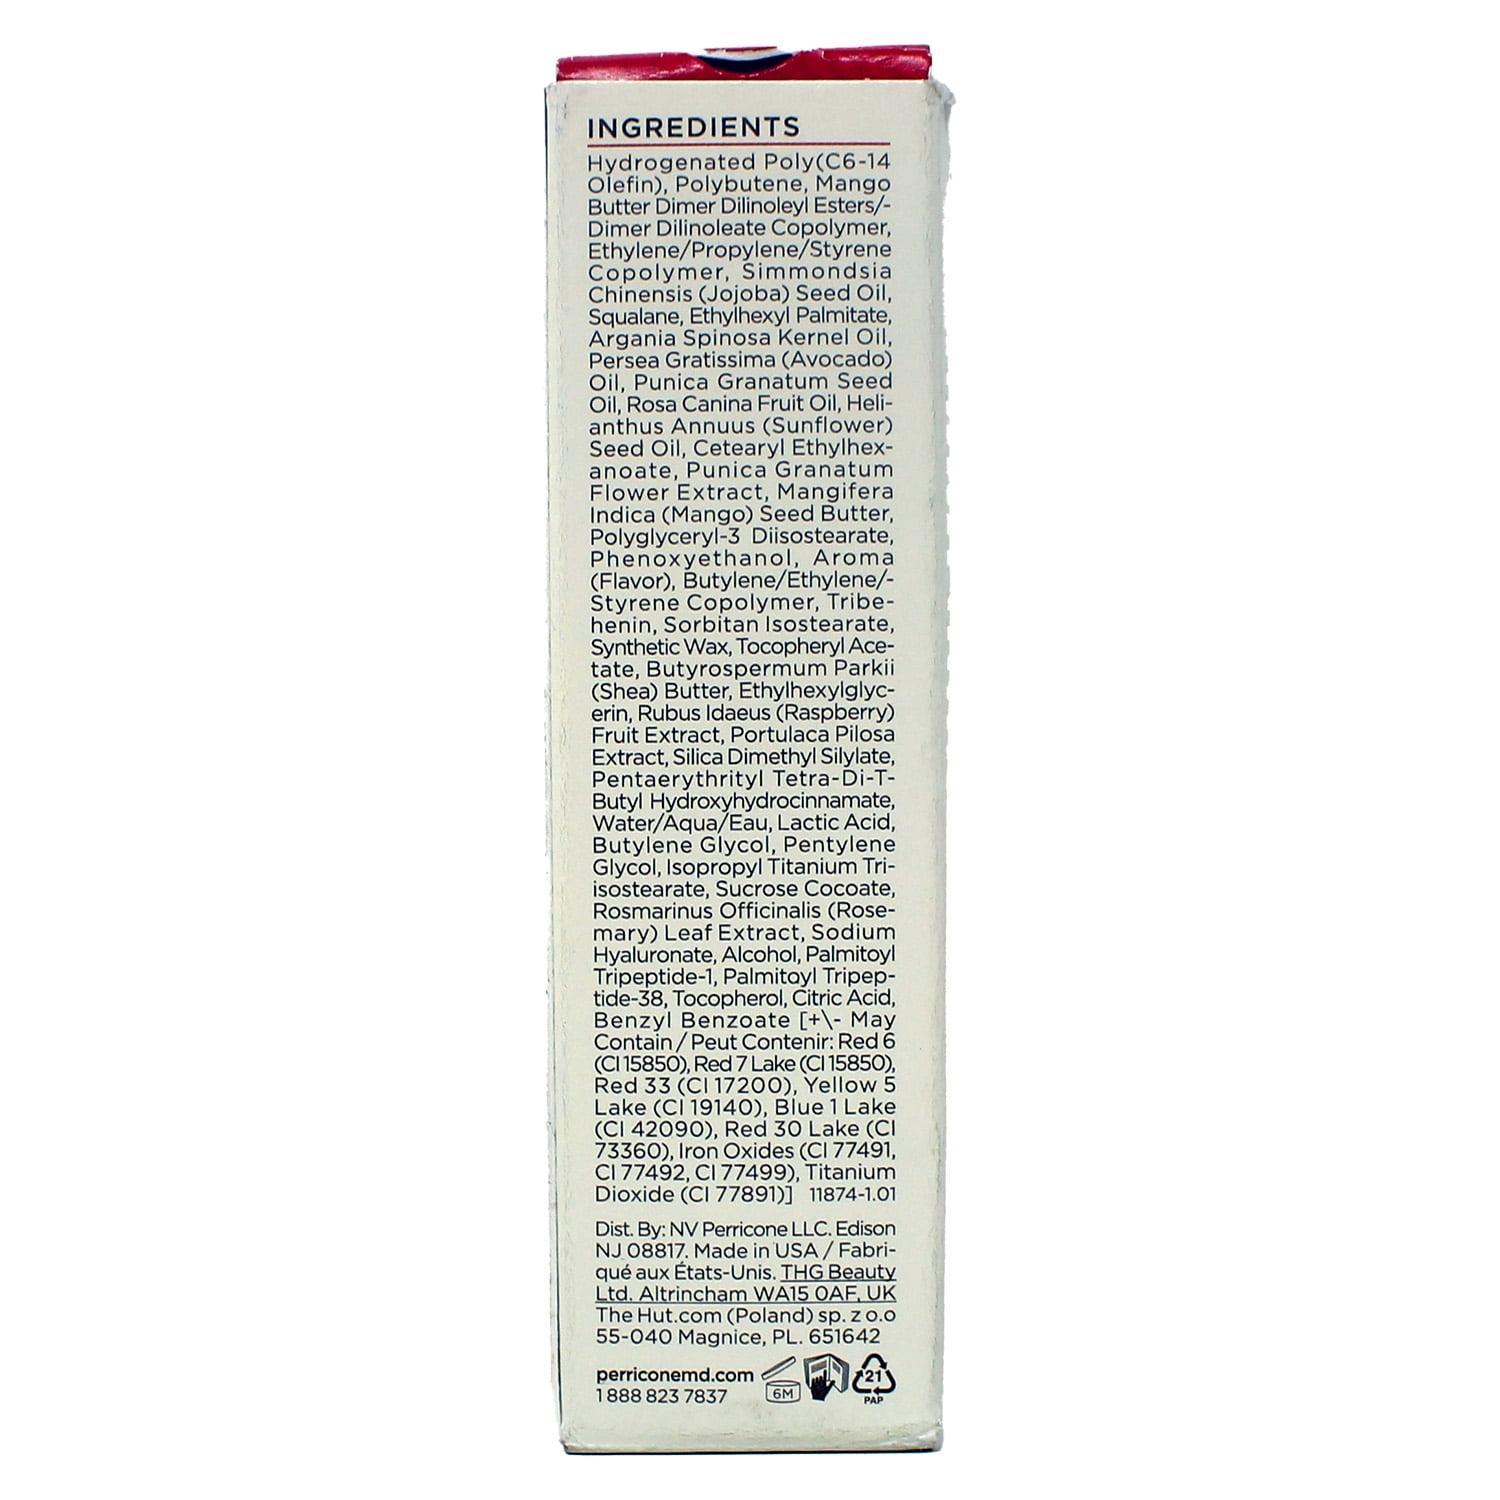 INGREDIENTS
Hydrogenated Poly(C6-14
Olefin), Polybutene, Mango
Butter Dimer Dilinoleyl Esters/-
Dimer Dilinoleate Copolymer,
Ethylene/Propylene/Styrene
Copolymer, Simmondsia
Chinensis (Jojoba) Seed Oil,
Squalane, Ethylhexyl Palmitate,
Argania Spinosa Kernel Oil,
Persea Gratissima (Avocado)
Oil, Punica Granatum Seed
Oil, Rosa Canina Fruit Oil, Heli-
anthus Annuus (Sunflower)
Seed Oil, Cetearyl Ethylhex-
anoate, Punica Granatum
Flower Extract, Mangifera
Indica (Mango) Seed Butter,
Polyglyceryl-3 Diisostearate,
Phenoxyethanol, Aroma
(Flavor), Butylene/Ethylene/-
Styrene Copolymer, Tribe-
henin, Sorbitan Isostearate,
Synthetic Wax, Tocopheryl Ace-
tate, Butyrospermum Parkii
(Shea) Butter, Ethylhexylglyc-
erin, Rubus Idaeus (Raspberry)
Fruit Extract, Portulaca Pilosa
Extract, Silica Dimethyl Silylate,
Pentaerythrityl Tetra-Di-T-
Butyl Hydroxyhydrocinnamate,
Water/Aqua/Eau, Lactic Acid,
Butylene Glycol, Pentylene
Glycol, Isopropyl Titanium Tri-
isostearate, Sucrose Cocoate,
Rosmarinus Officinalis (Rose-
mary) Leaf Extract, Sodium
Hyaluronate, Alcohol, Palmitoyl
Tripeptide-1, Palmitoyl Tripep-
tide-38, Tocopherol, Citric Acid,
Benzyl Benzoate [+\- May
Contain / Peut Contenir: Red 6
(CI 15850), Red 7 Lake (CI 15850),
Red 33 (CI 17200), Yellow 5
Lake (CI 19140), Blue 1 Lake
(CI 42090), Red 30 Lake (CI
73360), Iron Oxides (CI 77491,
CI 77492, CI 77499), Titanium
Dioxide (CI 77891)] 11874-1.01
Dist. By: NV Perricone LLC. Edison
NJ 08817. Made in USA / Fabri-
qué aux États-Unis. THG Beauty
Ltd. Altrincham WA15 0AF, UK
The Hut.com (Poland) sp. z o.o
55-040 Magnice, PL. 651642
perriconemd.com
1 888 823 7837
6M
21
PAP